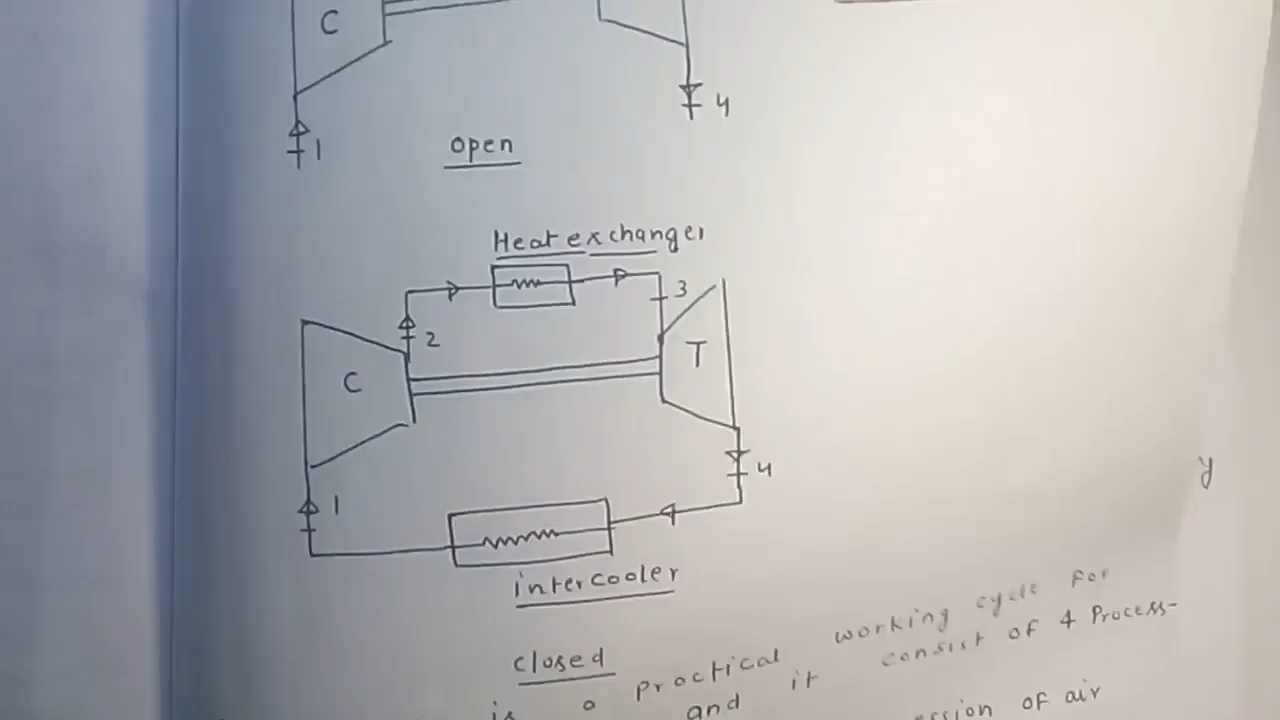 C
4
1
open
Heat exchanger
3
2
T
C
4
1
intercooler
closed
is a practical working cycle for
and it consist of 4 Process-
of air
y